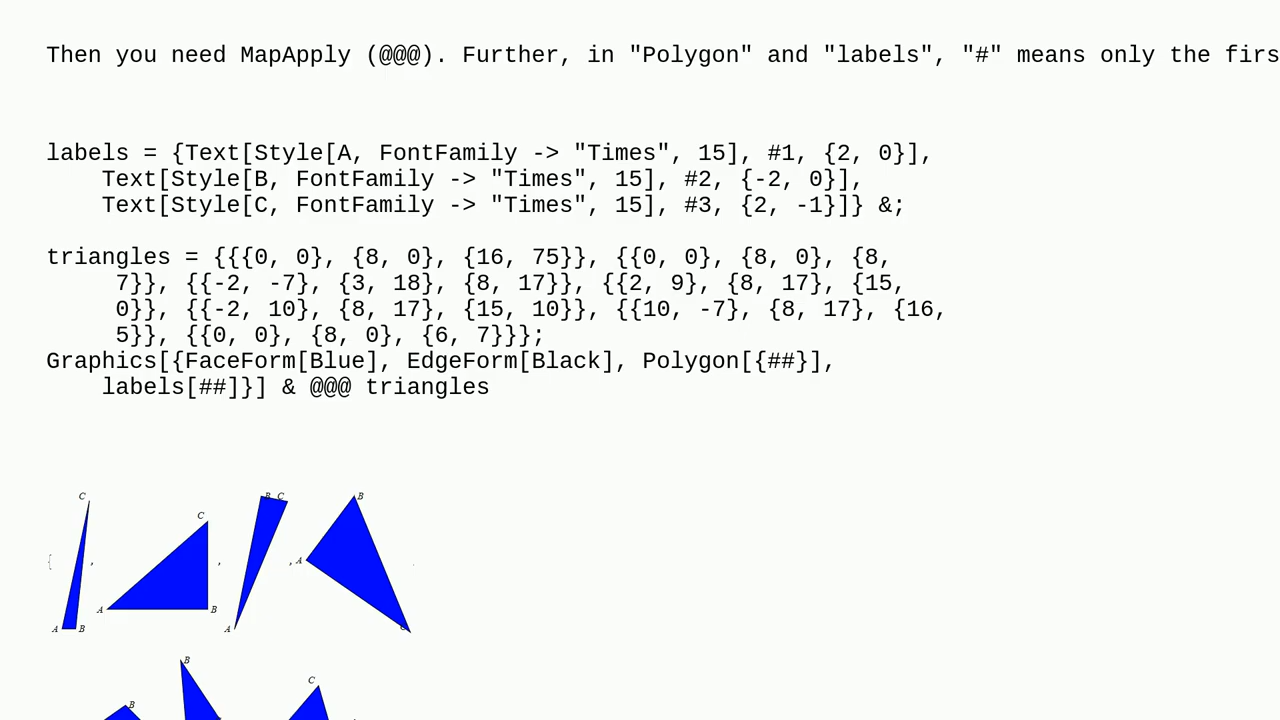 Then you need MapApply (@@@). Further, in "Polygon" and "labels", "#" means only the firs
labels = {Text[Style[A, FontFamily -> "Times", 15], #1, {2, 0}],
Text[Style[B, FontFamily -> "Times", 15], #2, {-2, 0}],
Text[Style[C, FontFamily -> "Times", 15], #3, {2, -1}]} &;
triangles = {{{0, 0}, {8, 0}, {16, 75}}, {{0, 0}, {8, 0}, {8,
7}}, {{-2, -7}, {3, 18}, {8, 17}}, {{2, 9}, {8, 17}, {15,
0}}, {{-2, 10}, {8, 17}, {15, 10}}, {{10, -7}, {8, 17}, {16,
5}}, {{0, 0}, {8, 0}, {6, 7}}};
Graphics[{FaceForm[Blue], EdgeForm[Black], Polygon[{##}],
labels[##]}] & @@@ triangles
C C B C B
{ , , , A
A B A B A C
B B C